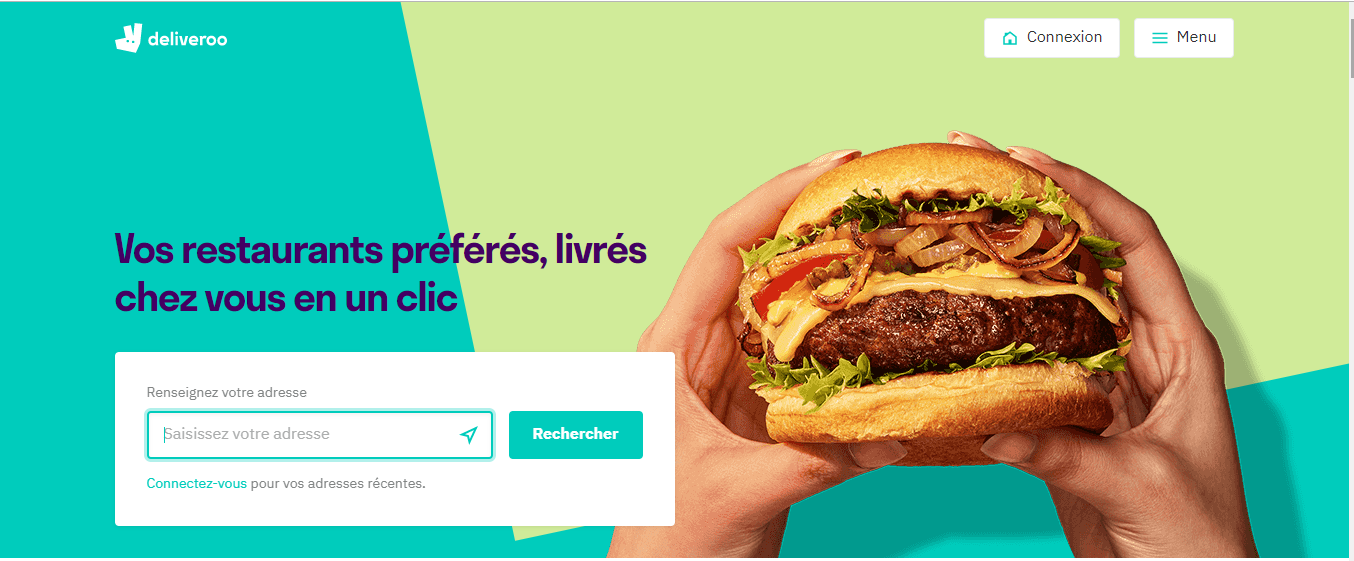 deliveroo
Connexion
Menu
Vos restaurants préférés, livrés
chez vous en un clic
Renseignez votre adresse
Saisissez votre adresse
Rechercher
Connectez-vous pour vos adresses récentes.